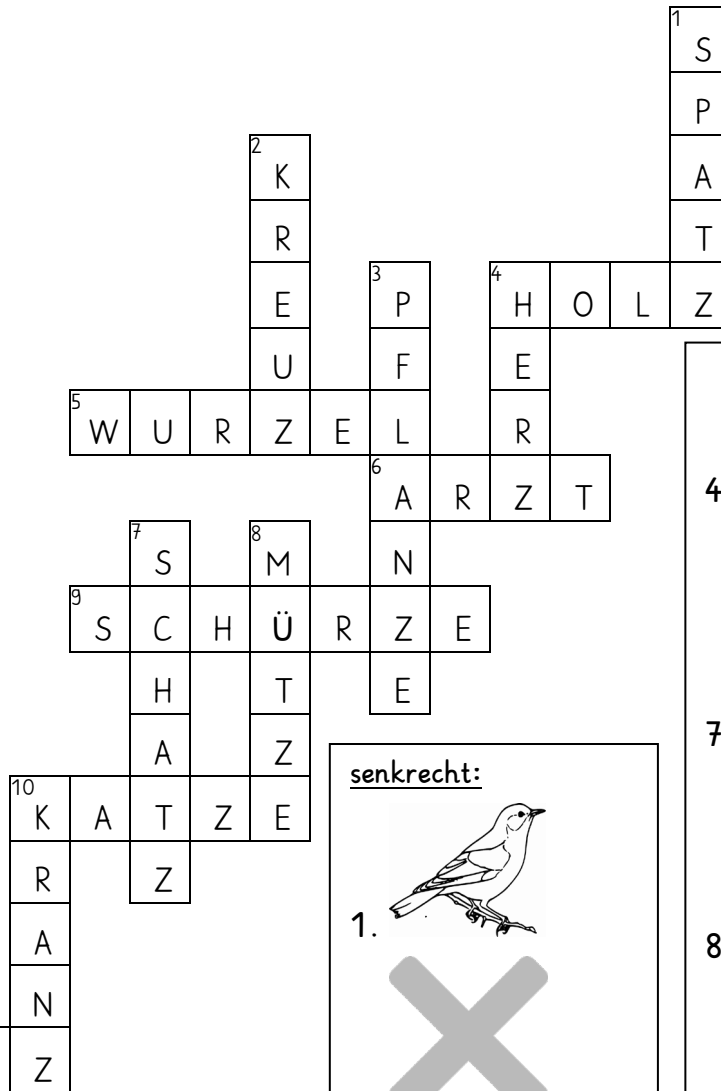 1
S
P
2
K A
R T
3 4
E P H O L Z
U F E
5
W U R Z E L R
4
6
A R Z T
7 8
S M N
9
S C H Ü R Z E
H T E
7
A Z
senkrecht:
10
K A T Z E
R Z
1.
A
8
N
Z